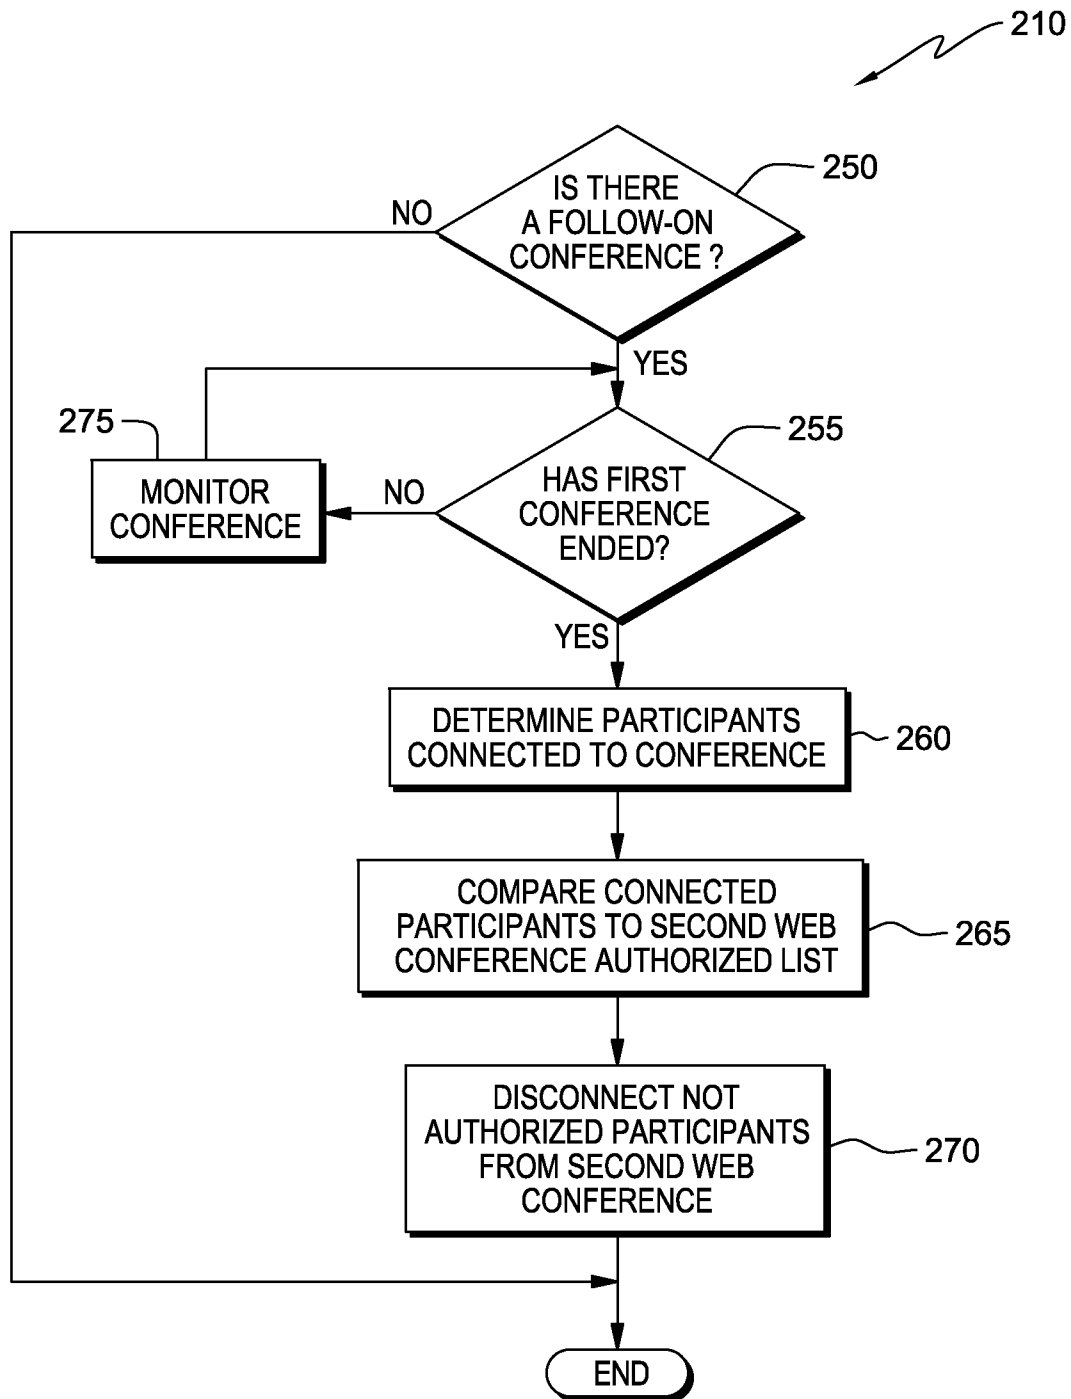 210
250
IS THERE
A FOLLOW-ON
CONFERENCE ?
NO
YES
275
255
MONITOR
CONFERENCE
NO
HAS FIRST
CONFERENCE
ENDED?
YES
DETERMINE PARTICIPANTS
CONNECTED TO CONFERENCE
260
COMPARE CONNECTED
PARTICIPANTS TO SECOND WEB
CONFERENCE AUTHORIZED LIST
265
DISCONNECT NOT
AUTHORIZED PARTICIPANTS
FROM SECOND WEB
CONFERENCE
270
END